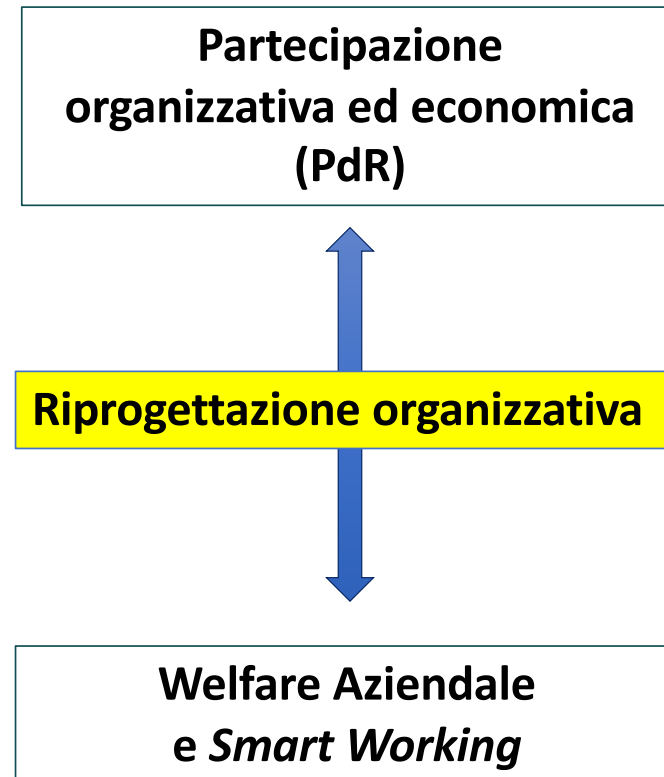 Partecipazione
organizzativa ed economica
(PdR)
Riprogettazione organizzativa
Welfare Aziendale
e Smart Working